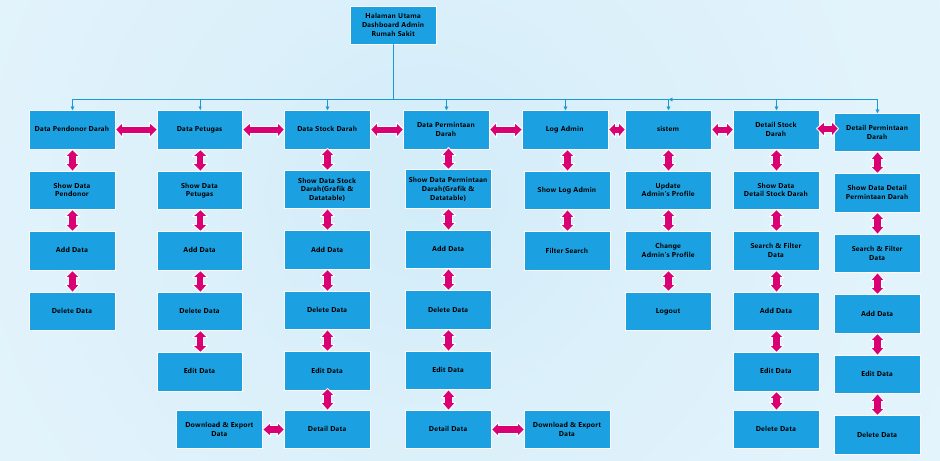 Halaman Utama
Dashboard Admin
Rumah Sakit
Data Pendonor Darah
Data Petugas
Data Stock Darah
Data Permintaan
Darah
Log Admin
sistem
Detail Stock
Darah
Detail Permintaan
Darah
Show Data
Pendonor
Show Data
Petugas
Show Data Stock
Darah(Grafik &
Datatable)
Show Data Permintaan
Darah(Grafik &
Datatable)
Show Log Admin
Update
Admin's Profile
Show Data
Detail Stock Darah
Show Data Detail
Permintaan Darah
Add Data
Add Data
Add Data
Add Data
Filter Search
Change
Admin's Profile
Search & Filter
Data
Search & Filter
Data
Delete Data
Delete Data
Delete Data
Delete Data
Logout
Add Data
Add Data
Edit Data
Edit Data
Edit Data
Edit Data
Edit Data
Download & Export
Data
Detail Data
Detail Data
Download & Export
Data
Delete Data
Delete Data